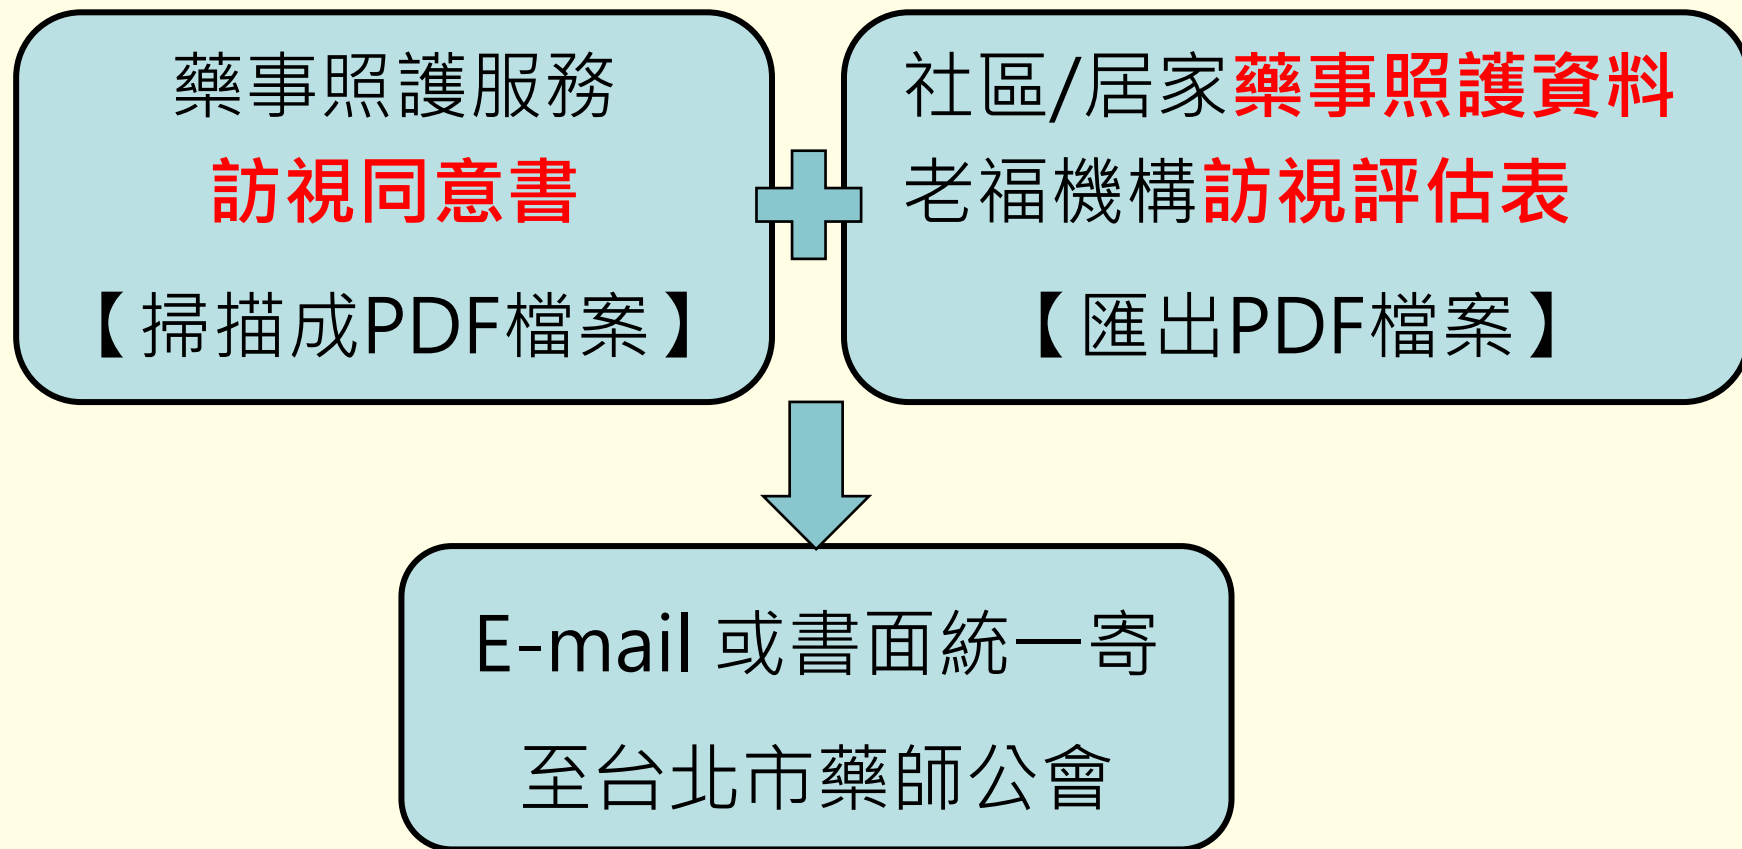 藥事照護服務
訪視同意書
【掃描成PDF檔案】
社區/居家藥事照護資料
老福機構訪視評估表
【匯出PDF檔案】
E-mail 或書面統一寄
至台北市藥師公會